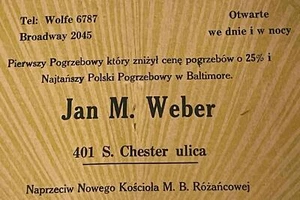 Tel: Wolfe 6787
Broadway 2045
Otwarte
we dnie i w nocy
Pierwszy Pogrzebowy który zniżył cenę pogrzebów o 25% i
Najtańszy Polski Pogrzebowy w Baltimore.
Jan M. Weber
401 S. Chester ulica
Naprzeciw Nowego Kościola M. B. Różańcowej